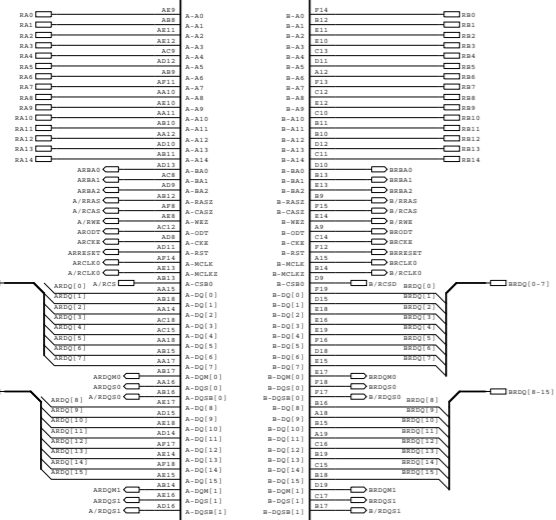 RA0 AE9 A-A0 B-A0 F14 RB0
RA1 AB8 A-A1 B-A1 B12 RB1
RA2 AE11 A-A2 B-A2 E11 RB2
RA3 AE12 A-A3 B-A3 E10 RB3
RA4 AC9 A-A4 B-A4 C13 RB4
RA5 AD12 A-A5 B-A5 D11 RB5
RA6 AB9 A-A6 B-A6 A12 RB6
RA7 AF11 A-A7 B-A7 F13 RB7
RA8 AA10 A-A8 B-A8 C12 RB8
RA9 AE10 A-A9 B-A9 E12 RB9
RA10 AA11 A-A10 B-A10 C10 RB10
RA11 AB10 A-A11 B-A11 B11 RB11
RA12 AA12 A-A12 B-A12 B10 RB12
RA13 AD10 A-A13 B-A13 D12 RB13
RA14 AB11 A-A14 B-A14 C11 RB14
ARBA0 AD13 A-BA0 B-BA0 D10 BRBA0
ARBA1 AC8 A-BA1 B-BA1 B13 BRBA1
ARBA2 AD9 A-BA2 B-BA2 E13 BRBA2
A/RRAS AB12 A-RASZ B-RASZ B9 B/RRAS
A/RCAS AF8 A-CASZ B-CASZ F15 B/RCAS
A/RWE AE8 A-WEZ B-WEZ E14 B/RWE
ARODT AC12 A-ODT B-ODT A9 BRODT
ARCKE AD8 A-CKE B-CKE C14 BRCKE
ARRESET AD11 A-RST B-RST F12 BRRESET
ARCLK0 AF14 A-MCLK B-MCLK A15 BRCLK0
A/RCLK0 AE13 A-MCLKZ B-MCLKZ B14 B/RCLK0
A/RCS AB13 A-CSB0 B-CSB0 D9 B/RCSD
ARDQ[0] AA15 A-DQ[0] B-DQ[0] F19 BRDQ[0] BRDQ[0-7]
ARDQ[1] AB18 A-DQ[1] B-DQ[1] D15 BRDQ[1]
ARDQ[2] AA14 A-DQ[2] B-DQ[2] E18 BRDQ[2]
ARDQ[3] AC18 A-DQ[3] B-DQ[3] E16 BRDQ[3]
ARDQ[4] AC15 A-DQ[4] B-DQ[4] E19 BRDQ[4]
ARDQ[5] AA18 A-DQ[5] B-DQ[5] F16 BRDQ[5]
ARDQ[6] AB15 A-DQ[6] B-DQ[6] D18 BRDQ[6]
ARDQ[7] AA17 A-DQ[7] B-DQ[7] E15 BRDQ[7]
ARDQM0 AB17 A-DQM[0] B-DQM[0] E17 BRDQM0
ARDQS0 AA16 A-DQS[0] B-DQS[0] F18 BRDQS0
A/RDQS0 AB16 A-DQSB[0] B-DQSB[0] F17 B/RDQS0
ARDQ[8] AE17 A-DQ[8] B-DQ[8] B16 BRDQ[8] BRDQ[8-15]
ARDQ[9] AD15 A-DQ[9] B-DQ[9] A18 BRDQ[9]
ARDQ[10] AE18 A-DQ[10] B-DQ[10] B15 BRDQ[10]
ARDQ[11] AD14 A-DQ[11] B-DQ[11] A19 BRDQ[11]
ARDQ[12] AF17 A-DQ[12] B-DQ[12] C16 BRDQ[12]
ARDQ[13] AE14 A-DQ[13] B-DQ[13] B19 BRDQ[13]
ARDQ[14] AF18 A-DQ[14] B-DQ[14] C15 BRDQ[14]
ARDQ[15] AE15 A-DQ[15] B-DQ[15] B18 BRDQ[15]
ARDQM1 AB14 A-DQM[1] B-DQM[1] D19 BRDQM1
ARDQS1 AE16 A-DQS[1] B-DQS[1] C17 BRDQS1
A/RDQS1 AD16 A-DQSB[1] B-DQSB[1] B17 B/RDQS1